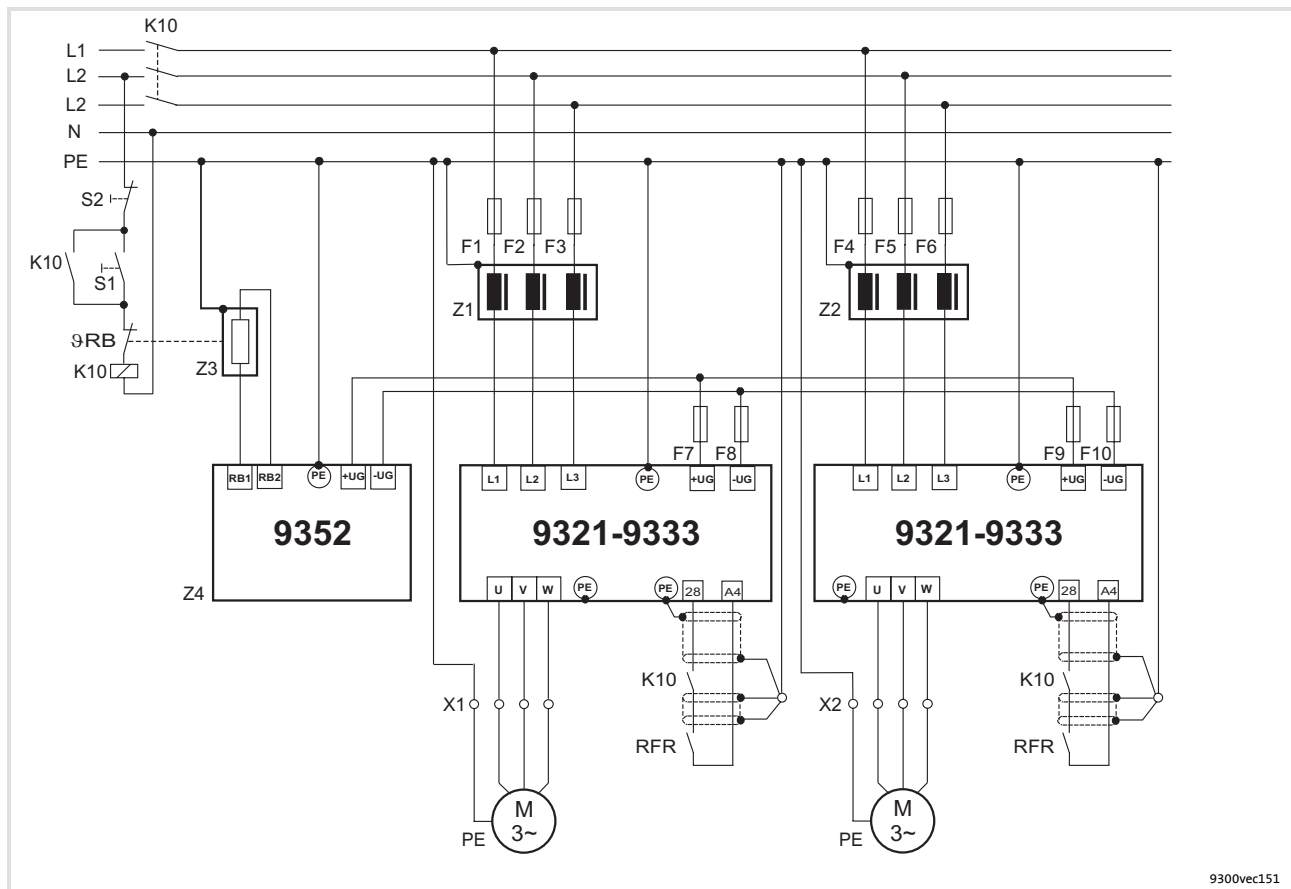 K10
L1
L2
L2
N
PE
S2
K10
S1
F1 F2 F3
F4 F5 F6
Z1
Z2
ϑRB
Z3
K10
F7 F8
F9 F10
RB1 RB2 PE +UG -UG
L1 L2 L3 PE +UG -UG
L1 L2 L3 PE +UG -UG
9352
9321-9333
9321-9333
Z4
U V W PE PE 28 A4
PE U V W PE 28 A4
K10
K10
X1
X2
RFR
RFR
M
3~
PE
M
3~
PE
9300vec151